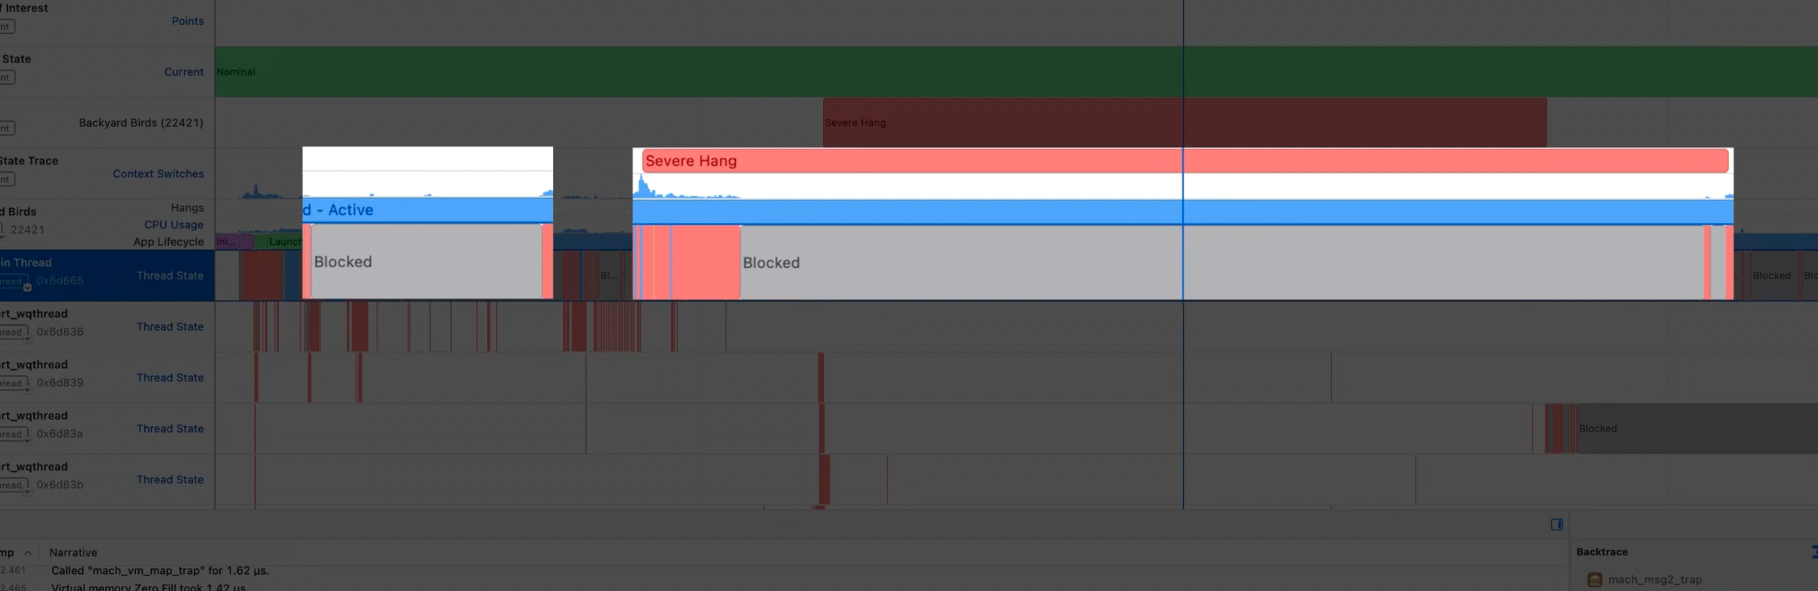 f Interest
nt
Points
State
nt
Current
Nominal
nt
Backyard Birds (22421)
Severe Hang
State Trace
nt
Context Switches
Severe Hang
d Birds
22421
Hangs
CPU Usage
App Lifecycle
Ini...
Launch
d - Active
in Thread
read
0x6d665
Thread State
Blocked
Bl...
Blocked
Blocked
Blo
rt_wqthread
read
0x6d836
Thread State
rt_wqthread
read
0x6d839
Thread State
rt_wqthread
read
0x6d83a
Thread State
Blocked
rt_wqthread
read
0x6d83b
Thread State
mp
Narrative
Backtrace
2.461
Called "mach_vm_map_trap" for 1.62 µs.
mach_msg2_trap
2.465
Virtual memory Zero Fill took 1.42 µs